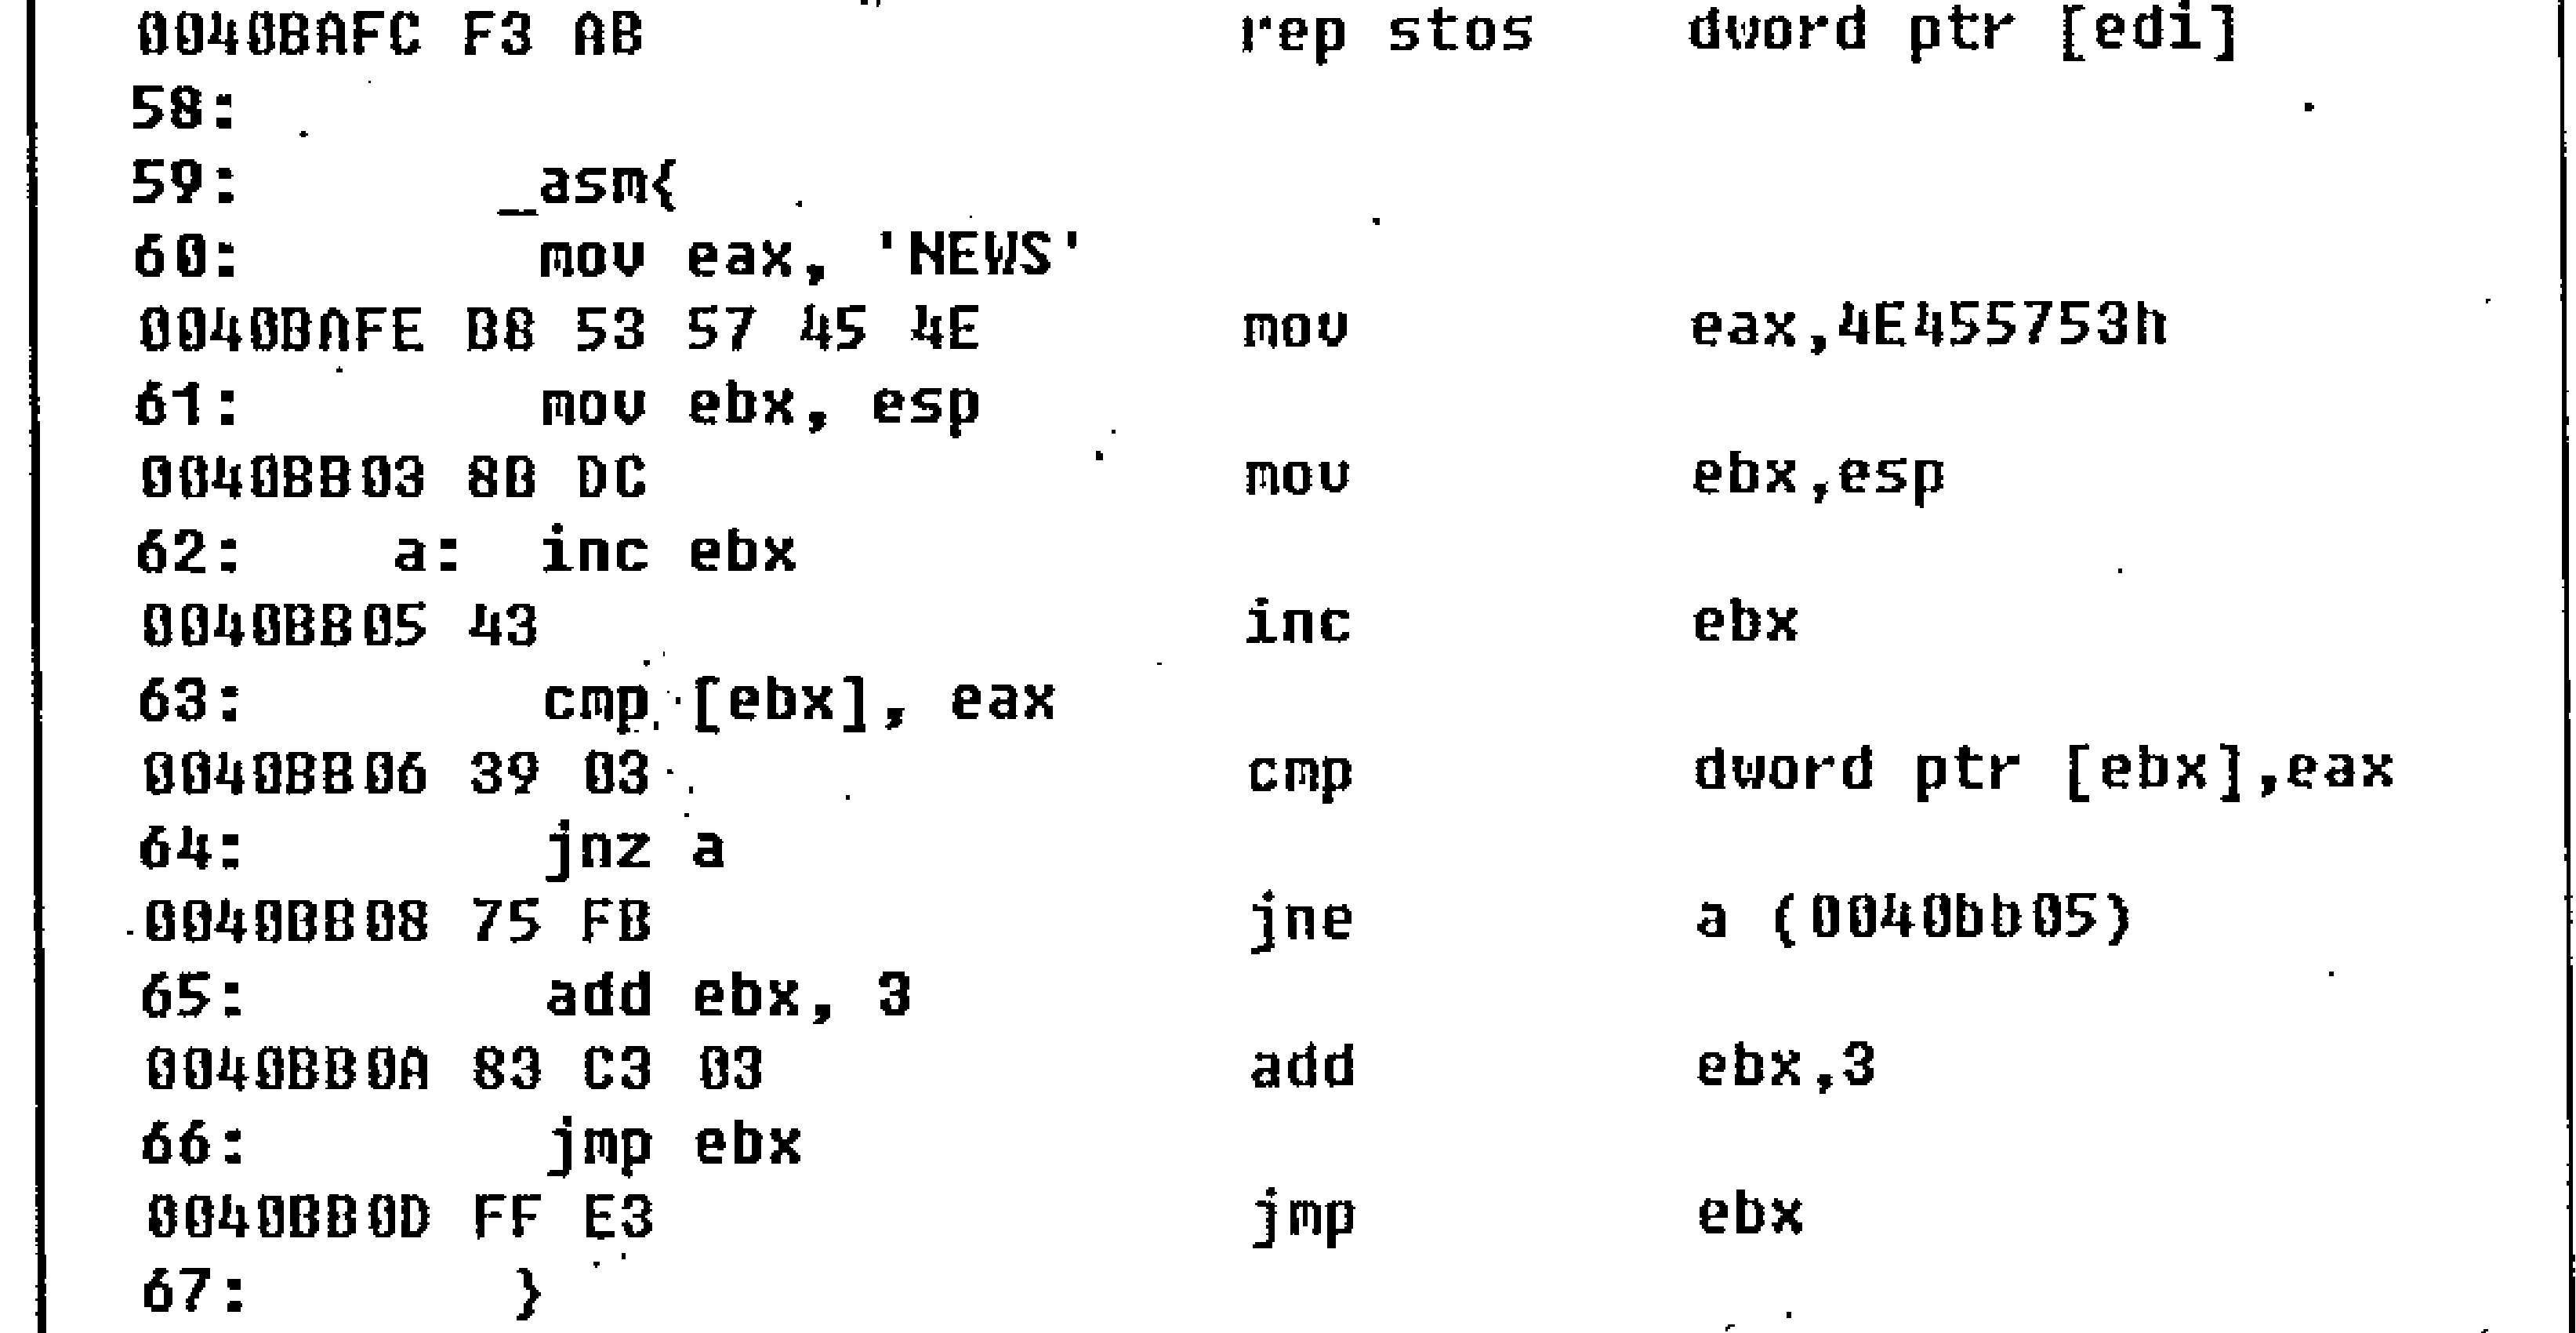 0040BAFC F3 AB rep stos dword ptr [edi]
58:
59: _asm{
60: mov eax, 'NEWS'
0040BAFE B8 53 57 45 4E mov eax,4E455753h
61: mov ebx, esp
0040BB03 8B DC mov ebx,esp
62: a: inc ebx
0040BB05 43 inc ebx
63: cmp [ebx], eax
0040BB06 39 03 cmp dword ptr [ebx],eax
64: jnz a
0040BB08 75 FB jne a (0040bb05)
65: add ebx, 3
0040BB0A 83 C3 03 add ebx,3
66: jmp ebx
0040BB0D FF E3 jmp ebx
67: }